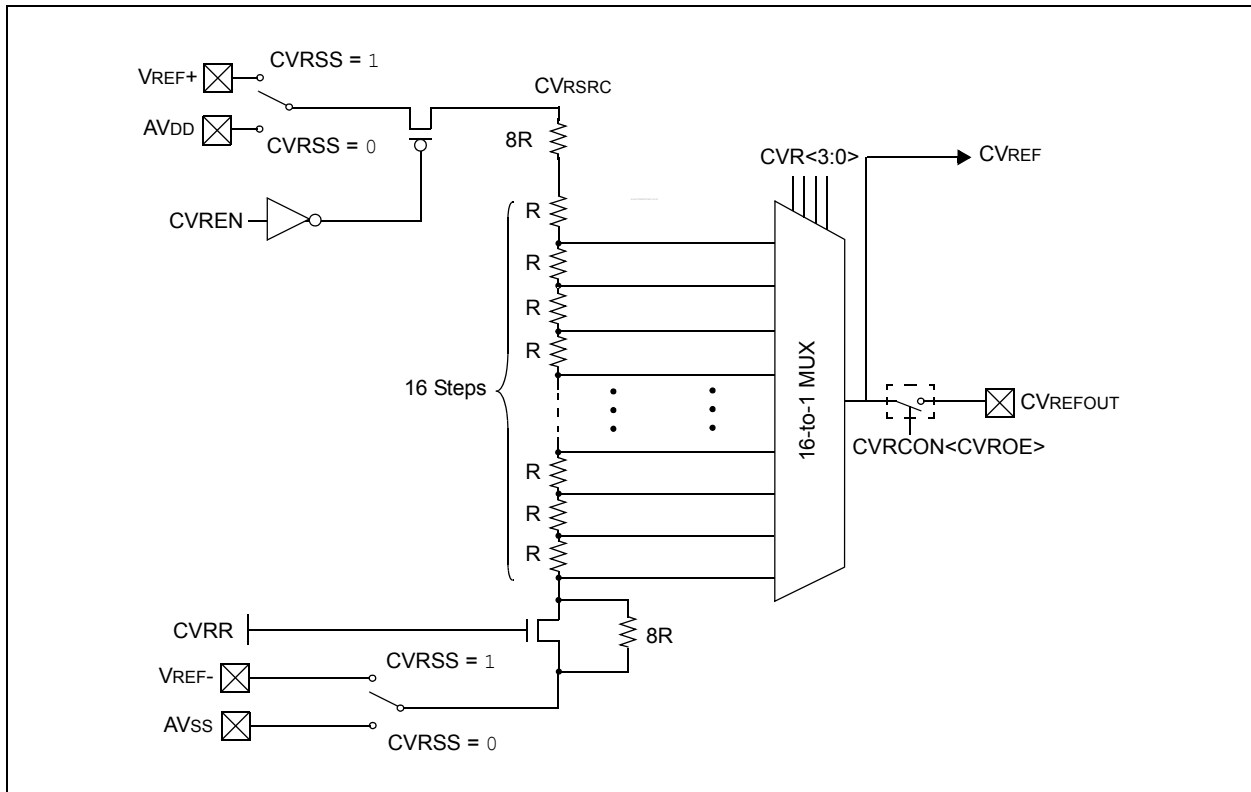 CVRSS = 1
VREF+
CVRSRC
AVDD
8R
CVRSS = 0
CVR<3:0>
CVREF
CVREN
R
R
R
R
16 Steps
16-to-1 MUX
CVREFOUT
CVRCON<CVROE>
R
R
R
CVRR
8R
CVRSS = 1
VREF-
AVSS
CVRSS = 0